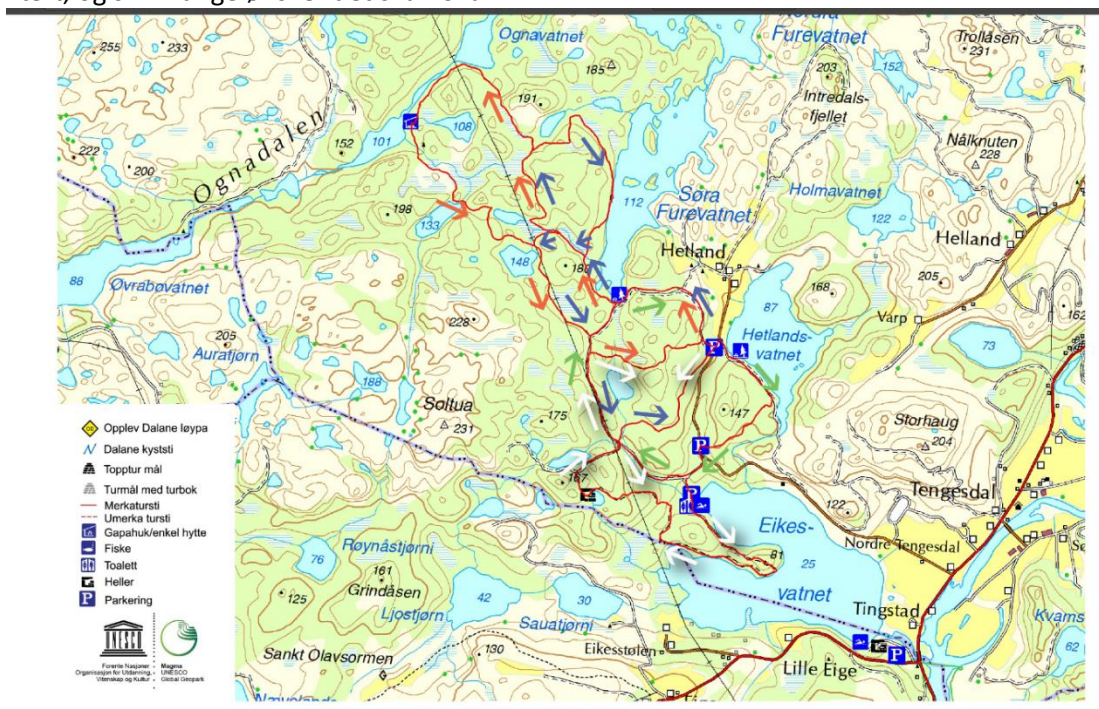 Ognavatnet
Furevatnet
Trollåsen
231
255
233
185
191
203
152
Intredals-
fjellet
Nålknuten
228
222
200
152
101
108
Ognadalen
198
133
112
Søra
Furevatnet
Holmavatnet
122
Helland
Hetland
88
Øvrabøvatnet
148
205
168
87
Hetlands-
vatnet
Varp
162
73
205
Auratjørn
228
188
Soltua
231
175
147
Storhaug
204
167
Tengesdal
122
Nordre Tengesdal
Eikes-
vatnet
81
25
76
Røynåstjørni
161
Grindåsen
125
Ljostjørn
42
30
Sauatjørni
Tingstad
Kvams
62
Eikesstølen
Lille Eige
Sankt Olavsormen
130
Opplev Dalane løypa
Dalane kyststi
Topptur mål
Turmål med turbok
Merkatursti
Umerka tursti
Gapahuk/enkel hytte
Fiske
Toalett
Heller
P Parkering
UNESCO
Forente Nasjoner
Organisasjon for Utdanning,
Vitenskap og Kultur
Magma
UNESCO
Global Geopark